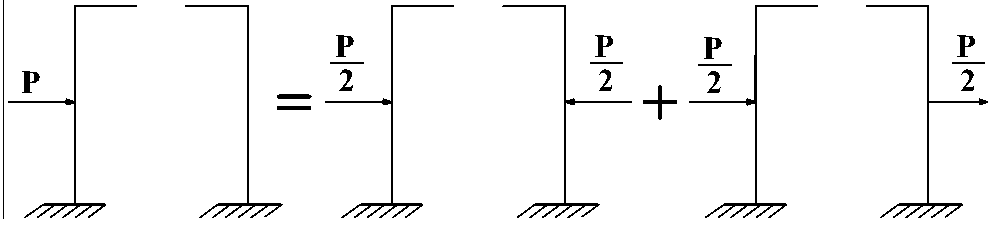 P = P/2 P/2 + P/2 P/2